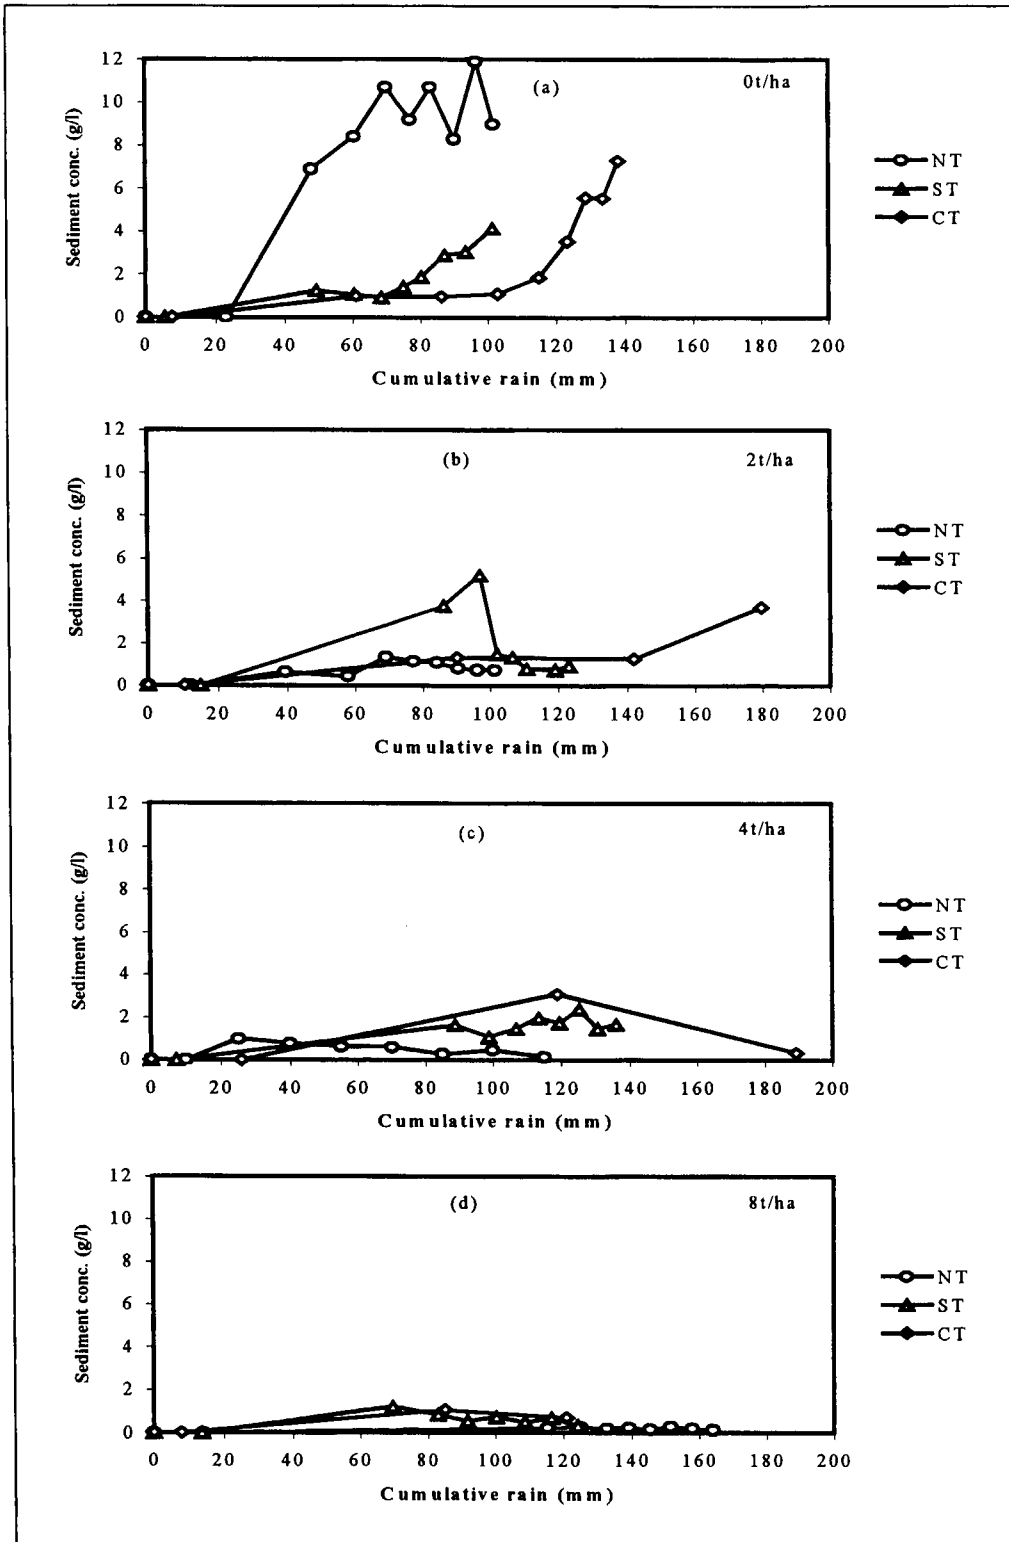 12
(a)
0t/ha
10
8
6
4
2
0
Sediment conc. (g/l)
NT
ST
CT
0 20 40 60 80 100 120 140 160 180 200
Cumulative rain (mm)
12
(b)
2t/ha
10
8
6
4
2
0
Sediment conc. (g/l)
NT
ST
CT
0 20 40 60 80 100 120 140 160 180 200
Cumulative rain (mm)
12
(c)
4t/ha
10
8
6
4
2
0
Sediment conc. (g/l)
NT
ST
CT
0 20 40 60 80 100 120 140 160 180 200
Cumulative rain (mm)
12
(d)
8t/ha
10
8
6
4
2
0
Sediment conc. (g/l)
NT
ST
CT
0 20 40 60 80 100 120 140 160 180 200
Cumulative rain (mm)